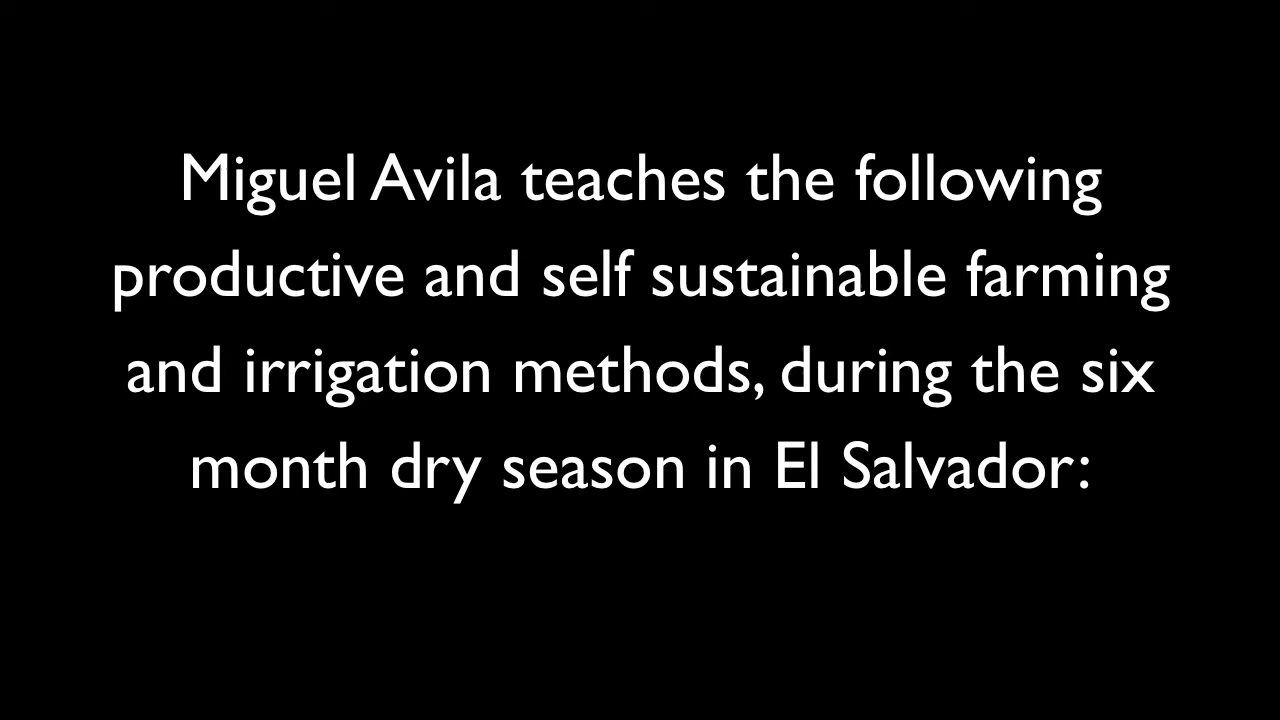 Miguel Avila teaches the following
productive and self sustainable farming
and irrigation methods, during the six
month dry season in El Salvador: